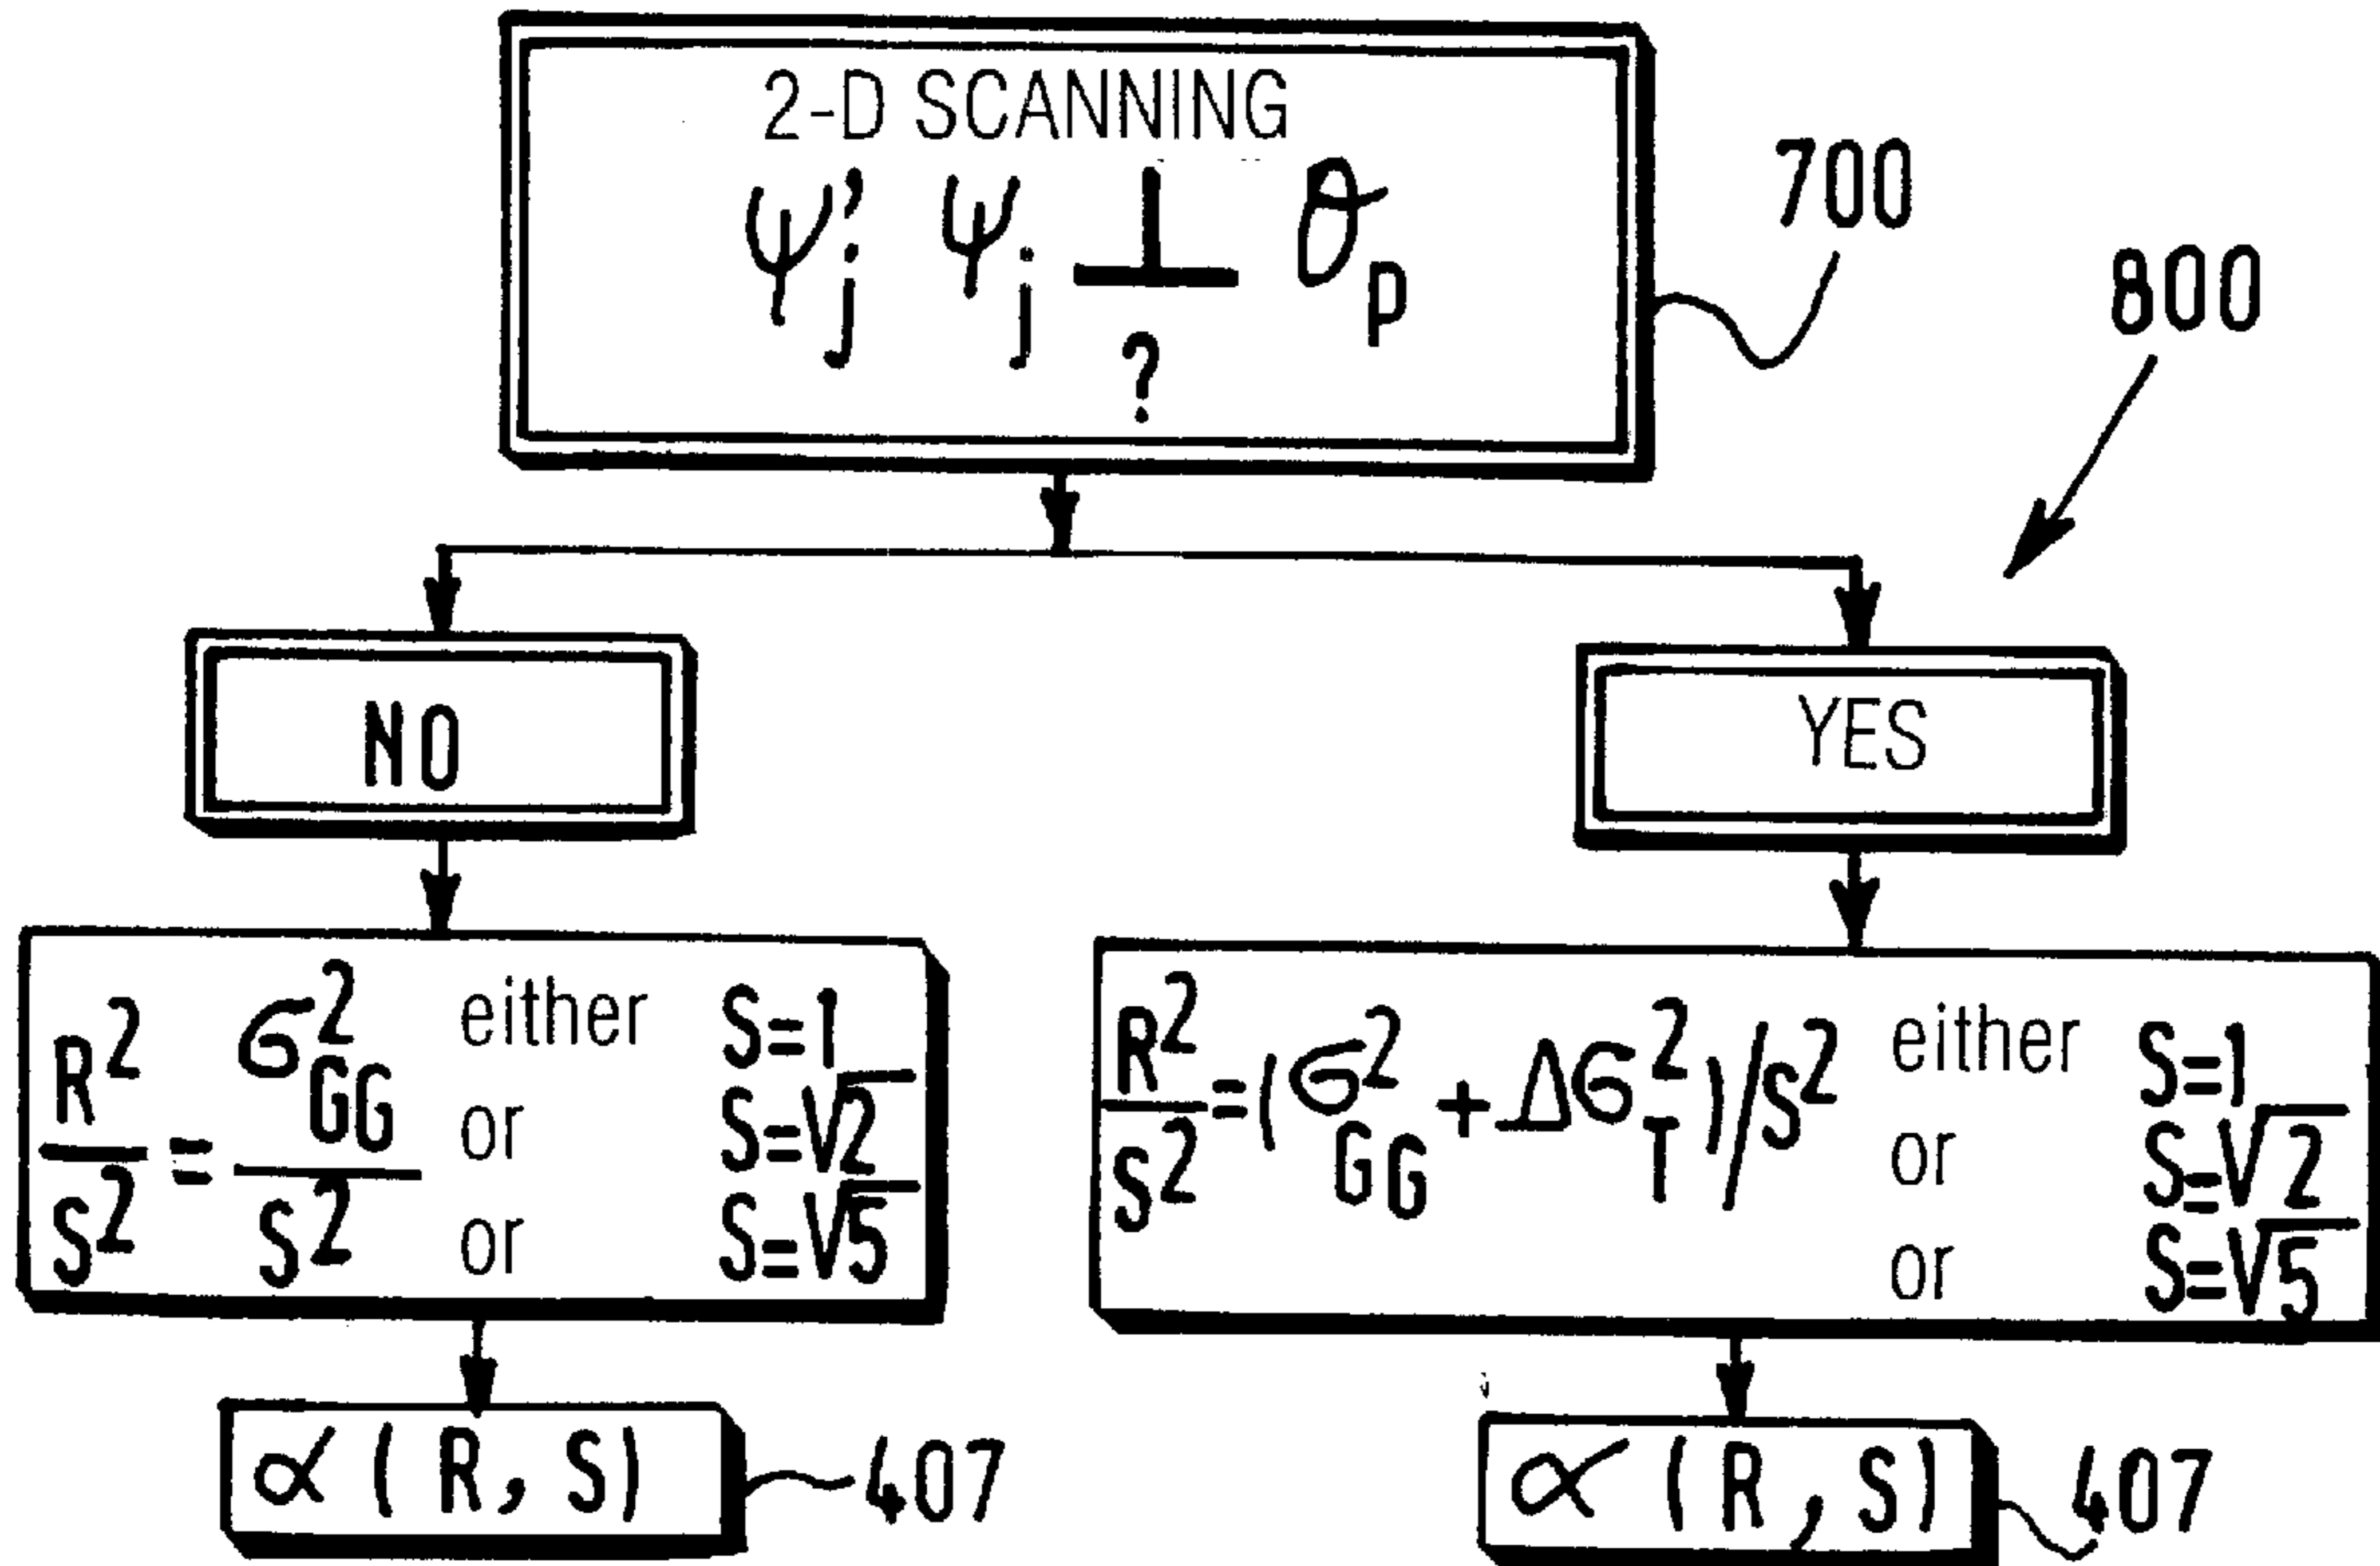 2-D SCANNING
ψ'j ψj ⊥ θp
?
700
800
NO
YES
R²/S² = σ²GG/S² either S=1
or S=√2
or S=√5
R²/S² = (σ²GG + Δσ²T)/S² either S=1
or S=√2
or S=√5
α (R, S)
407
α (R, S)
407